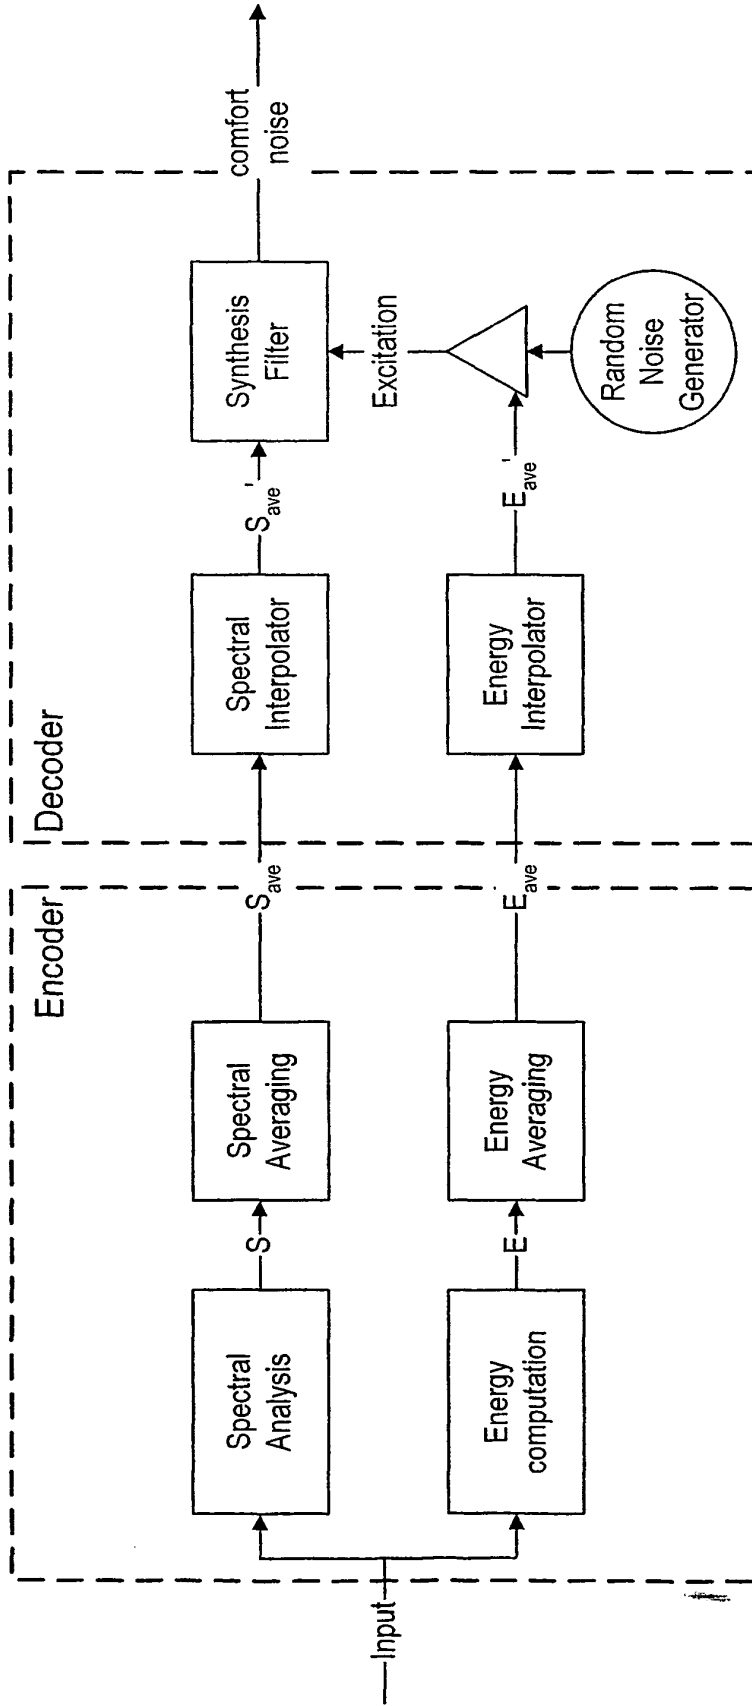 Encoder
Decoder
Input
Spectral
Analysis
S
Spectral
Averaging
S_ave
Spectral
Interpolator
S_ave'
Synthesis
Filter
comfort
noise
Energy
computation
E
Energy
Averaging
E_ave
Energy
Interpolator
E_ave'
Excitation
Random
Noise
Generator